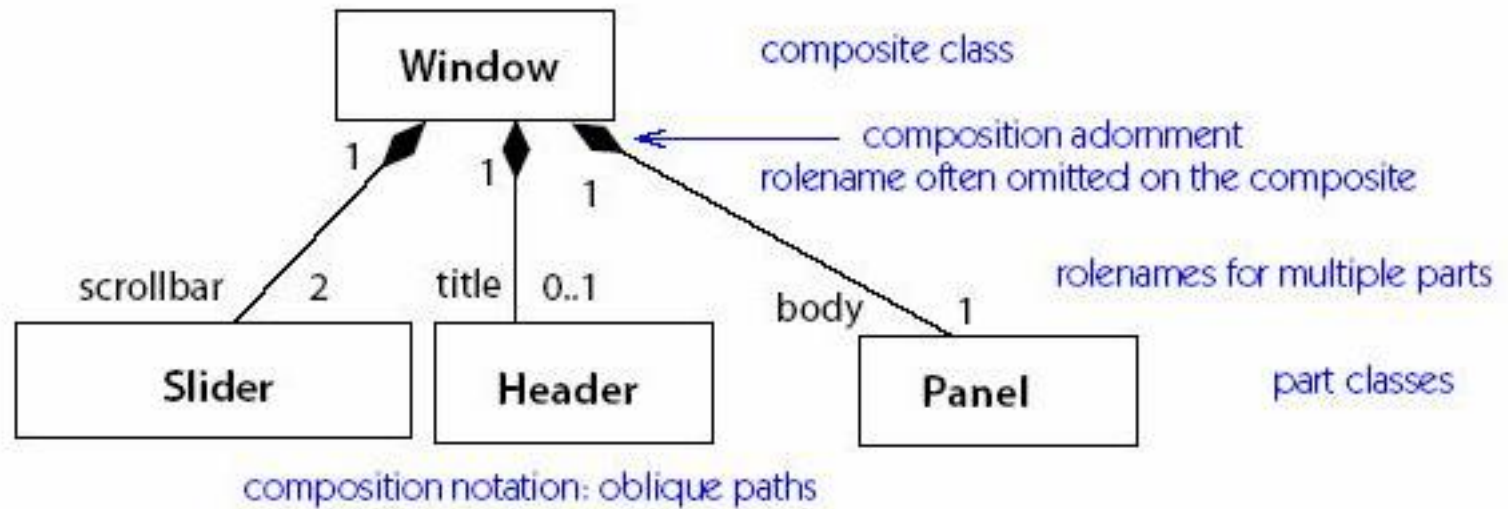 Window
composite class
composition adornment
1
1
1
rolename often omitted on the composite
scrollbar
2
title
0..1
body
1
rolenames for multiple parts
Slider
Header
Panel
part classes
composition notation: oblique paths